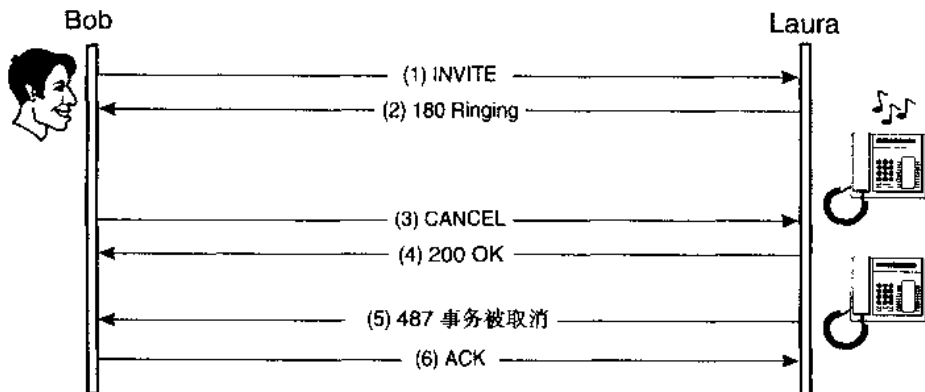 Bob
Laura
(1) INVITE
(2) 180 Ringing
(3) CANCEL
(4) 200 OK
(5) 487 事务被取消
(6) ACK